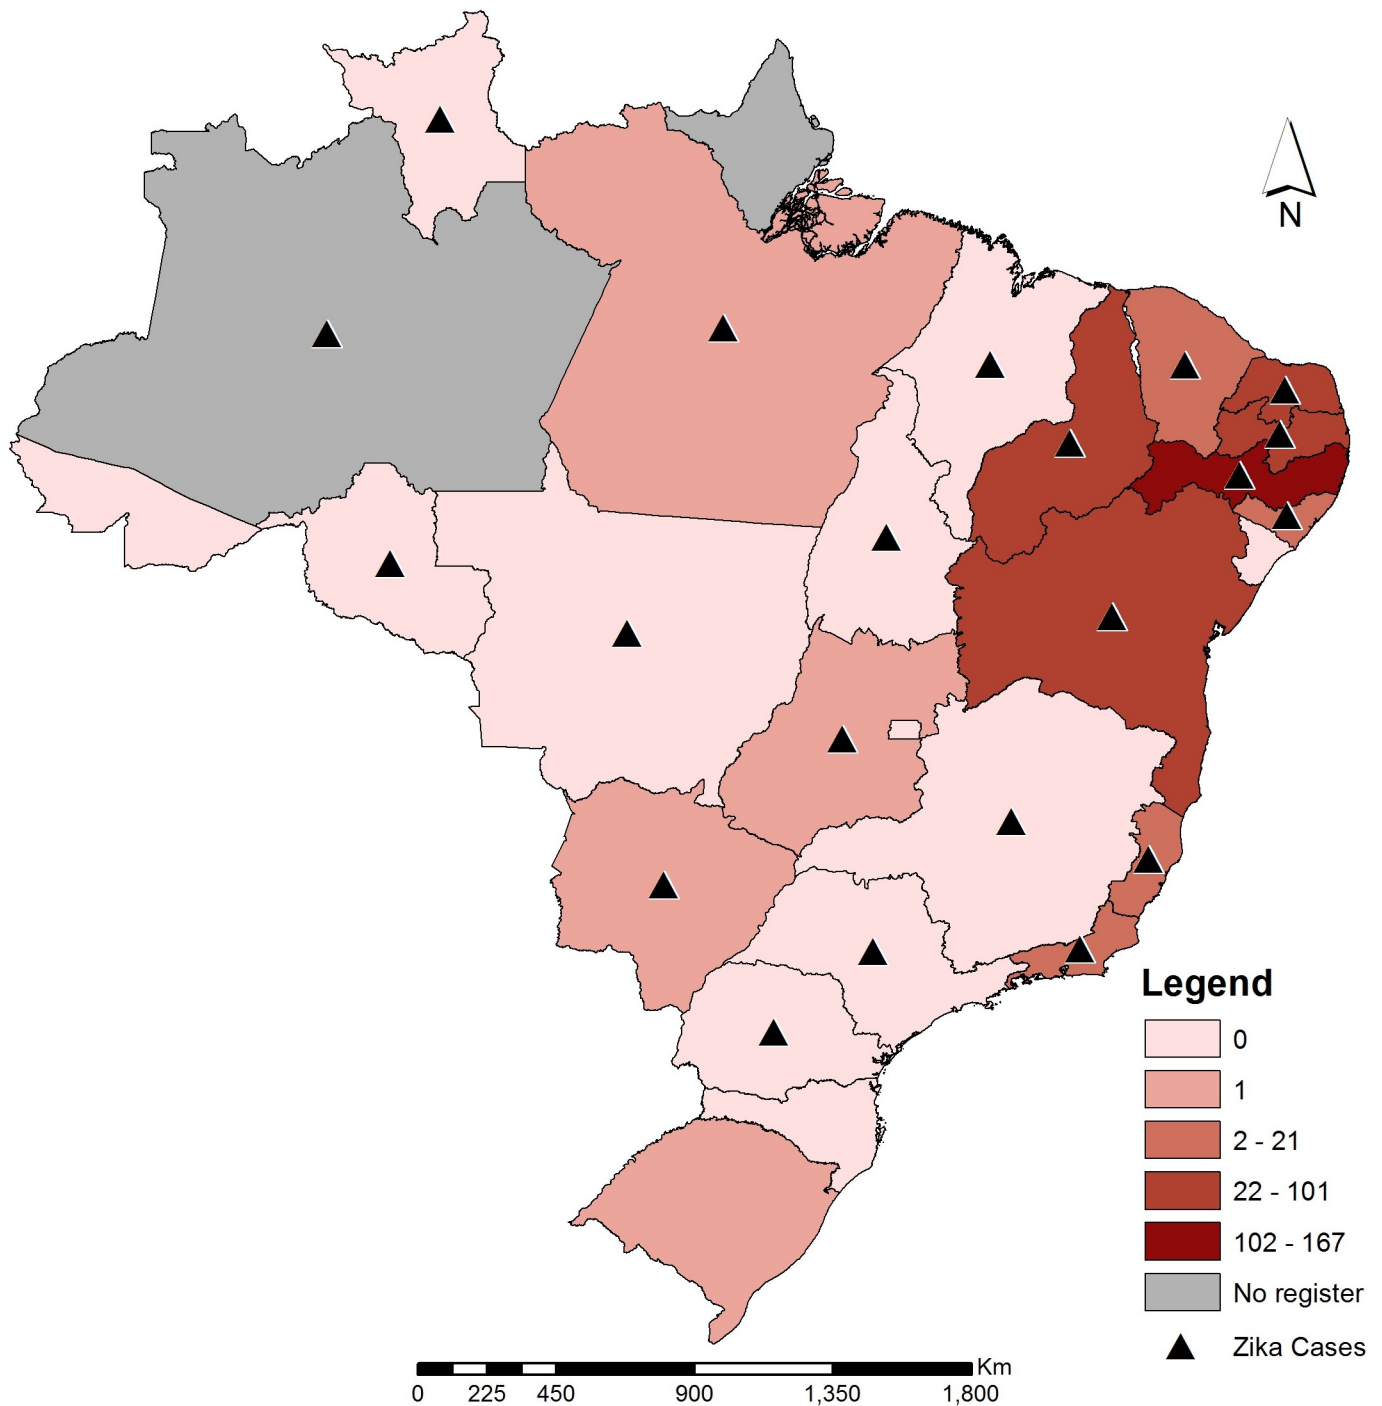 N
Legend
0
1
2 - 21
22 - 101
102 - 167
No register
Zika Cases
Km
0 225 450 900 1,350 1,800